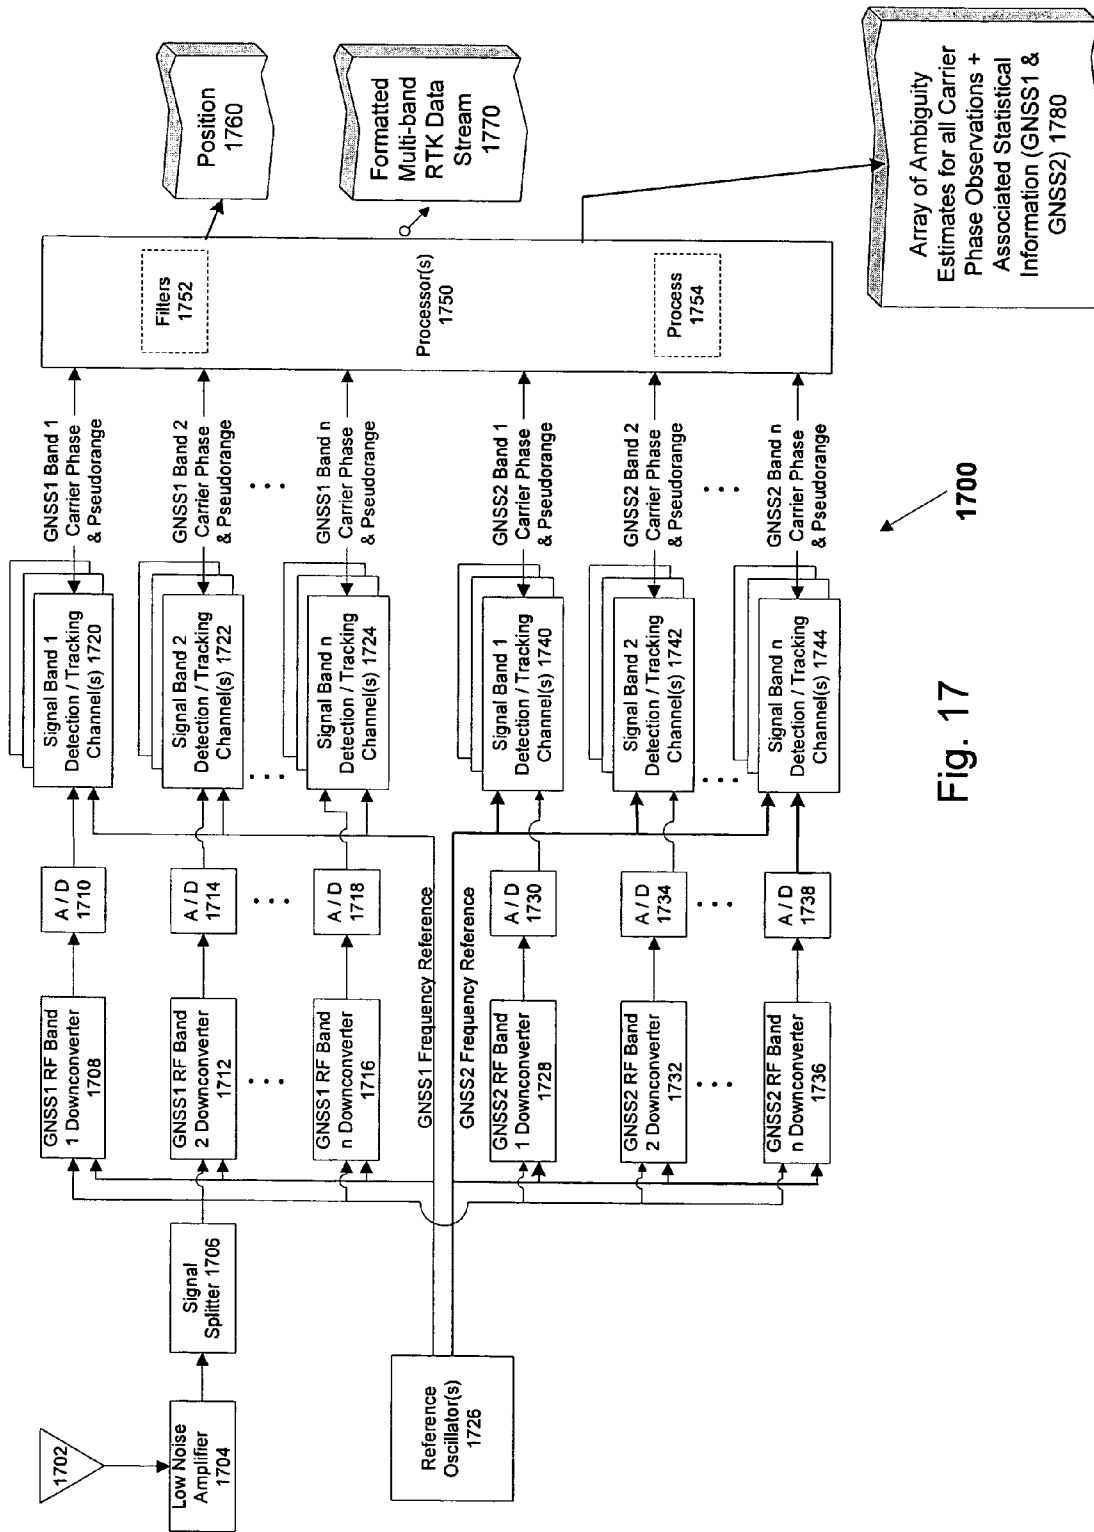 1702
Low Noise
Amplifier
1704
Signal
Splitter 1706
Reference
Oscillator(s)
1726
GNSS1 RF Band
1 Downconverter
1708
GNSS1 RF Band
2 Downconverter
1712
• • •
GNSS1 RF Band
n Downconverter
1716
GNSS1 Frequency Reference
GNSS2 Frequency Reference
GNSS2 RF Band
1 Downconverter
1728
GNSS2 RF Band
2 Downconverter
1732
• • •
GNSS2 RF Band
n Downconverter
1736
A / D
1710
A / D
1714
• • •
A / D
1718
A / D
1730
A / D
1734
• • •
A / D
1738
Signal Band 1
Detection / Tracking
Channel(s) 1720
Signal Band 2
Detection / Tracking
Channel(s) 1722
• • •
Signal Band n
Detection / Tracking
Channel(s) 1724
Signal Band 1
Detection / Tracking
Channel(s) 1740
Signal Band 2
Detection / Tracking
Channel(s) 1742
• • •
Signal Band n
Detection / Tracking
Channel(s) 1744
GNSS1 Band 1
Carrier Phase
& Pseudorange
GNSS1 Band 2
Carrier Phase
& Pseudorange
• • •
GNSS1 Band n
Carrier Phase
& Pseudorange
GNSS2 Band 1
Carrier Phase
& Pseudorange
GNSS2 Band 2
Carrier Phase
& Pseudorange
• • •
GNSS2 Band n
Carrier Phase
& Pseudorange
Filters
1752
Processor(s)
1750
Process
1754
Position
1760
Formatted
Multi-band
RTK Data
Stream
1770
Array of Ambiguity
Estimates for all Carrier
Phase Observations +
Associated Statistical
Information (GNSS1 &
GNSS2) 1780
1700
Fig. 17